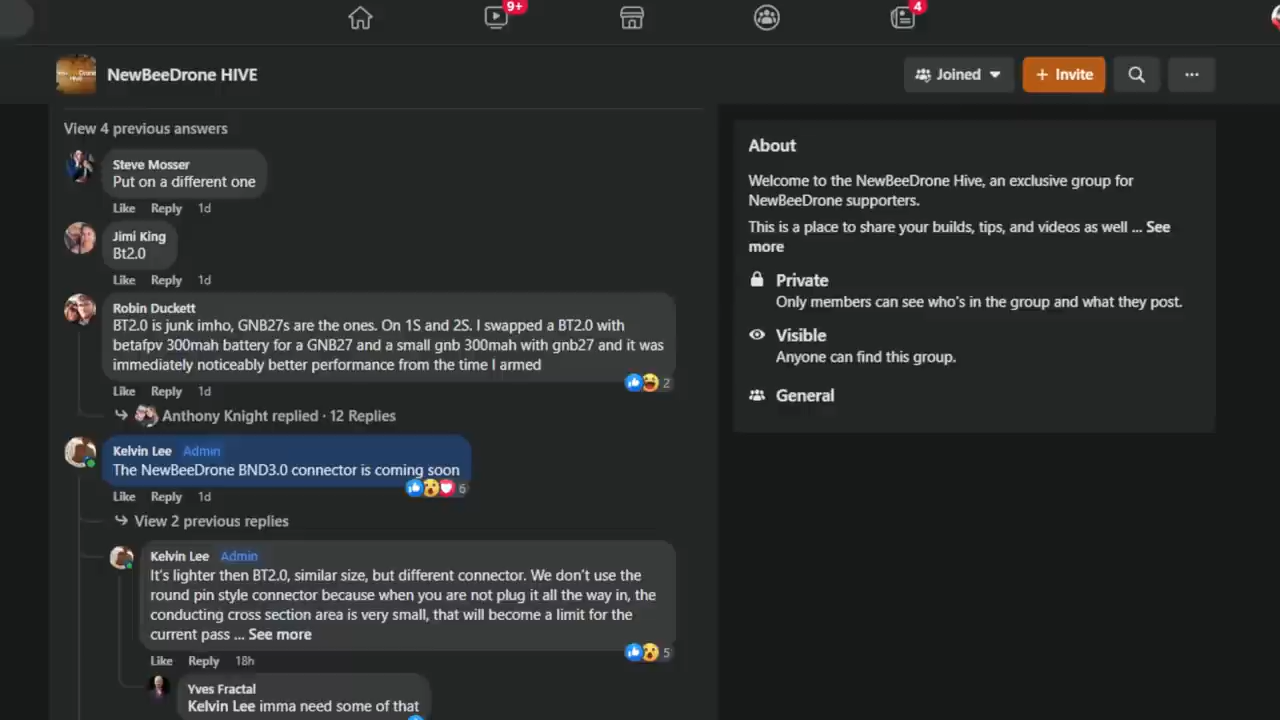 9+
4
NewBeeDrone HIVE
Joined
+ Invite
View 4 previous answers
Steve Mosser
Put on a different one
Like Reply 1d
Jimi King
Bt2.0
Like Reply 1d
Robin Duckett
BT2.0 is junk imho, GNB27s are the ones. On 1S and 2S. I swapped a BT2.0 with
betafpv 300mah battery for a GNB27 and a small gnb 300mah with gnb27 and it was
immediately noticeably better performance from the time I armed
2
Like Reply 1d
Anthony Knight replied · 12 Replies
Kelvin Lee Admin
The NewBeeDrone BND3.0 connector is coming soon
6
Like Reply 1d
View 2 previous replies
Kelvin Lee Admin
It's lighter then BT2.0, similar size, but different connector. We don't use the
round pin style connector because when you are not plug it all the way in, the
conducting cross section area is very small, that will become a limit for the
current pass ... See more
5
Like Reply 18h
Yves Fractal
Kelvin Lee imma need some of that
About
Welcome to the NewBeeDrone Hive, an exclusive group for
NewBeeDrone supporters.
This is a place to share your builds, tips, and videos as well ... See
more
Private
Only members can see who's in the group and what they post.
Visible
Anyone can find this group.
General